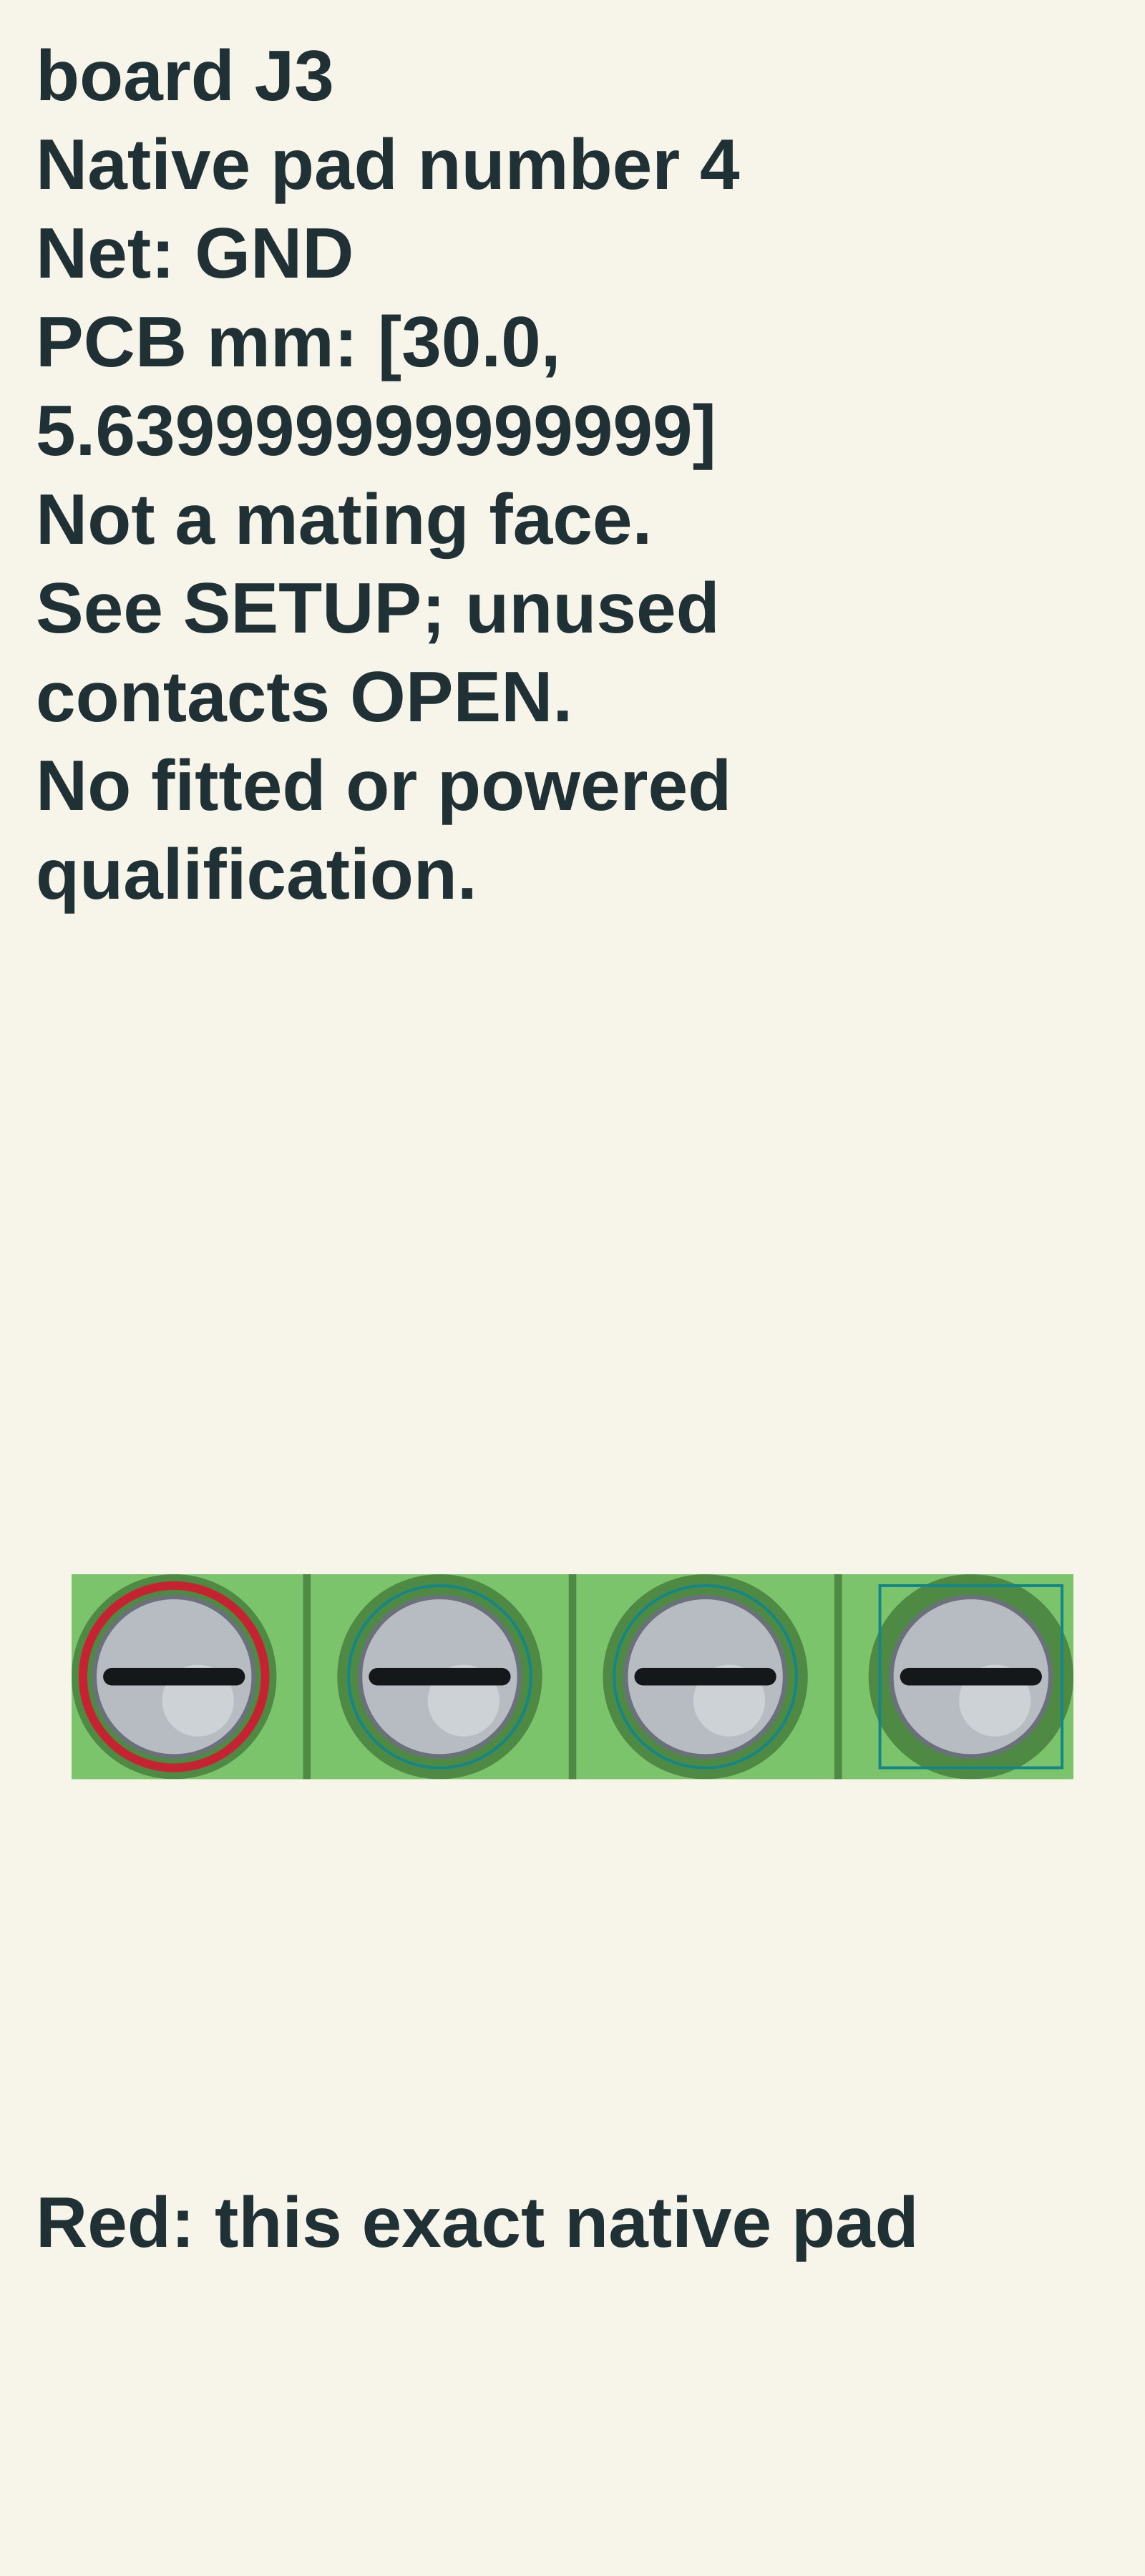 board J3
Native pad number 4
Net: GND
PCB mm: [30.0,
5.639999999999999]
Not a mating face.
See SETUP; unused
contacts OPEN.
No fitted or powered
qualification.
Red: this exact native pad